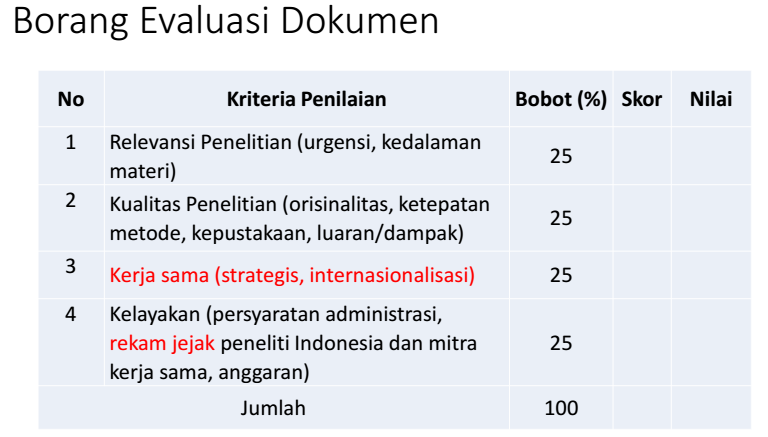 Borang Evaluasi Dokumen
No Kriteria Penilaian Bobot (%) Skor Nilai
1 Relevansi Penelitian (urgensi, kedalaman
materi) 25
2 Kualitas Penelitian (orisinalitas, ketepatan
metode, kepustakaan, luaran/dampak) 25
3 Kerja sama (strategis, internasionalisasi) 25
4 Kelayakan (persyaratan administrasi,
rekam jejak peneliti Indonesia dan mitra 25
kerja sama, anggaran)
Jumlah 100